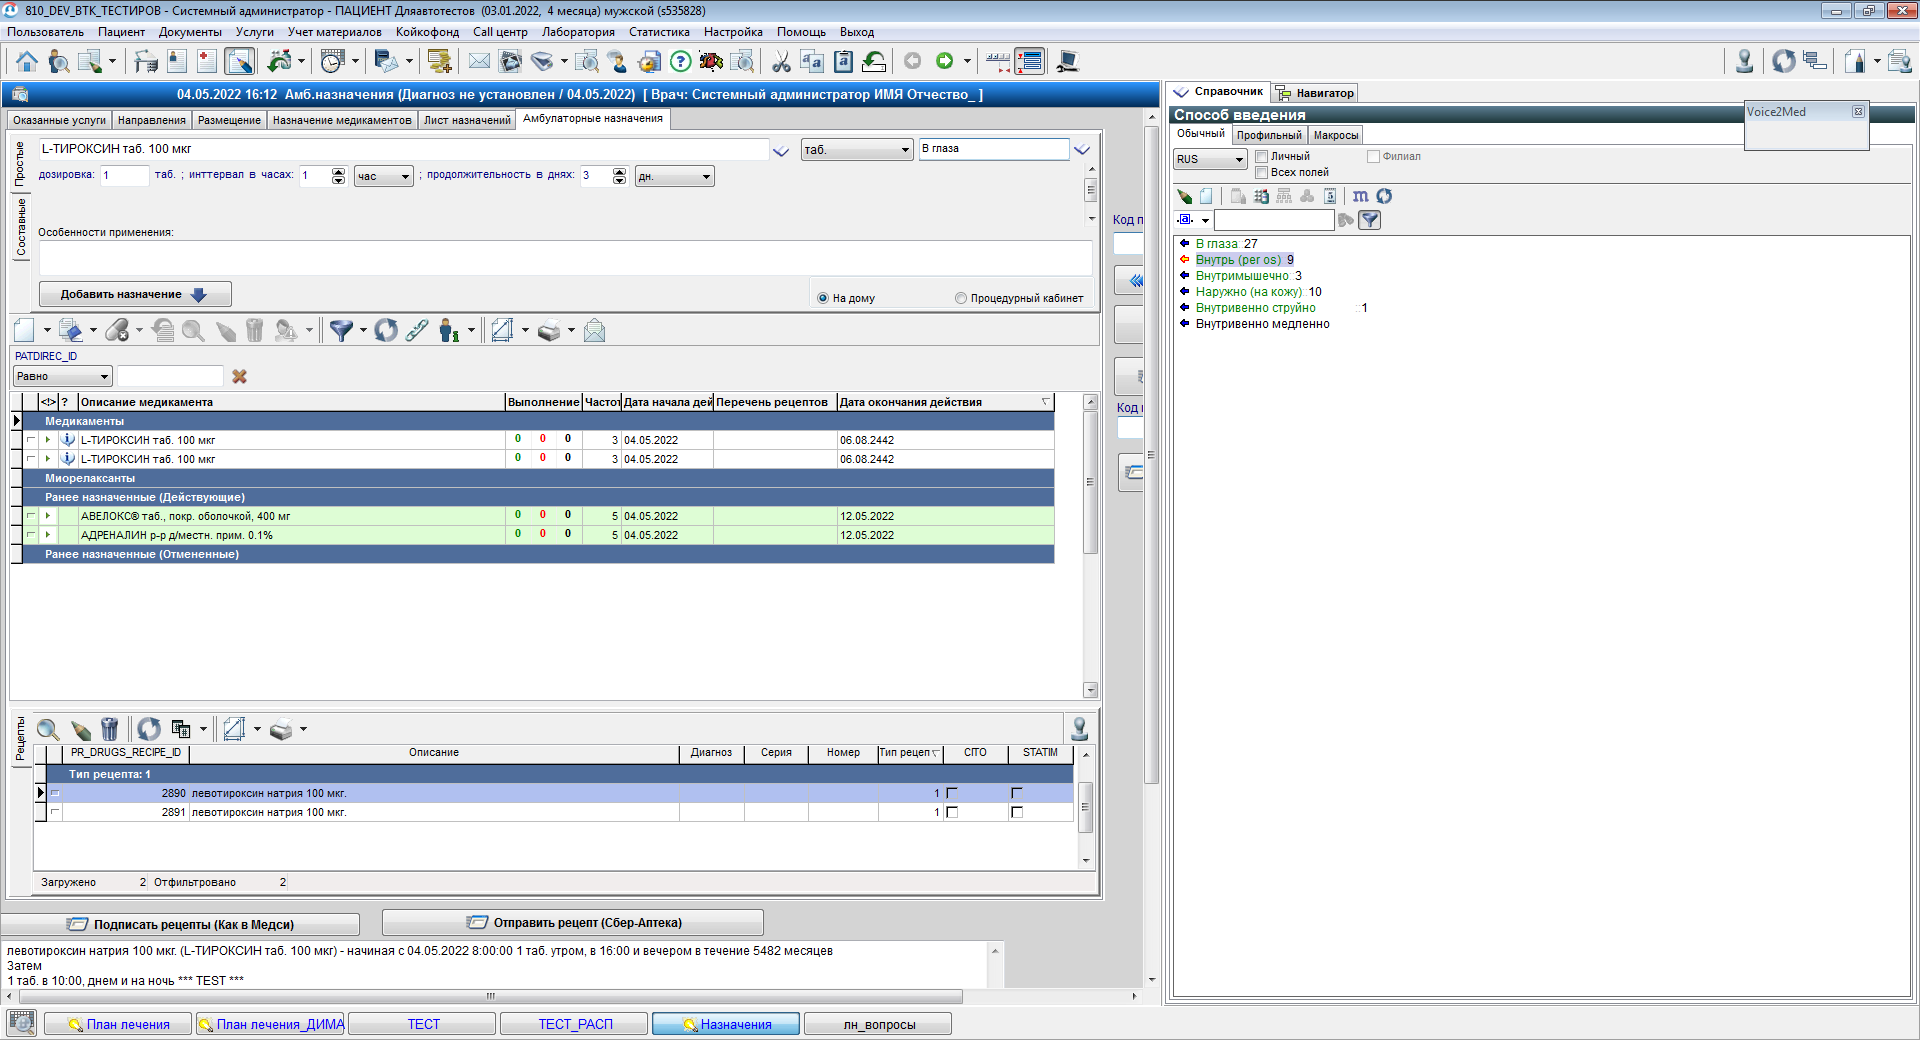 810_DEV_BTK_ТЕСТИРОВ - Системный администратор - ПАЦИЕНТ Дляавтотестов (03.01.2022, 4 месяца) мужской (s535828)
Пользователь Пациент Документы Услуги Учет материалов Койкофонд Call центр Лаборатория Статистика Настройка Помощь Выход
04.05.2022 16:12 Амб.назначения (Диагноз не установлен / 04.05.2022) [ Врач: Системный администратор ИМЯ Отчество_ ]
Оказанные услуги Направления Размещение Назначение медикаментов Лист назначений Амбулаторные назначения
Простые
Составные
L-ТИРОКСИН таб. 100 мкг таб. В глаза
дозировка: 1 таб. ; инттервал в часах: 1 час ; продолжительность в днях: 3 дн.
Особенности применения:
Добавить назначение На дому Процедурный кабинет
Код п
PATDIREC_ID
Равно
<!> ? Описание медикамента Выполнение Частот Дата начала дей Перечень рецептов Дата окончания действия
Медикаменты
L-ТИРОКСИН таб. 100 мкг 0 0 0 3 04.05.2022 06.08.2442
L-ТИРОКСИН таб. 100 мкг 0 0 0 3 04.05.2022 06.08.2442
Миорелаксанты
Ранее назначенные (Действующие)
АВЕЛОКС® таб., покр. оболочкой, 400 мг 0 0 0 5 04.05.2022 12.05.2022
АДРЕНАЛИН р-р д/местн. прим. 0.1% 0 0 0 5 04.05.2022 12.05.2022
Ранее назначенные (Отмененные)
Рецепты
PR_DRUGS_RECIPE_ID Описание Диагноз Серия Номер Тип рецеп CITO STATIM
Тип рецепта: 1
2890 левотироксин натрия 100 мкг. 1
2891 левотироксин натрия 100 мкг. 1
Загружено 2 Отфильтровано 2
Подписать рецепты (Как в Медси) Отправить рецепт (Сбер-Аптека)
левотироксин натрия 100 мкг. (L-ТИРОКСИН таб. 100 мкг) - начиная с 04.05.2022 8:00:00 1 таб. утром, в 16:00 и вечером в течение 5482 месяцев
Затем
1 таб. в 10:00, днем и на ночь *** TEST ***
План лечения План лечения_ДИМА ТЕСТ ТЕСТ_РАСП Назначения лн_вопросы
Справочник Навигатор
Способ введения
Voice2Med
Обычный Профильный Макросы
RUS Личный Филиал
Всех полей
m
a
В глаза::27
Внутрь (per os)::9
Внутримышечно::3
Наружно (на кожу)::10
Внутривенно струйно ::1
Внутривенно медленно